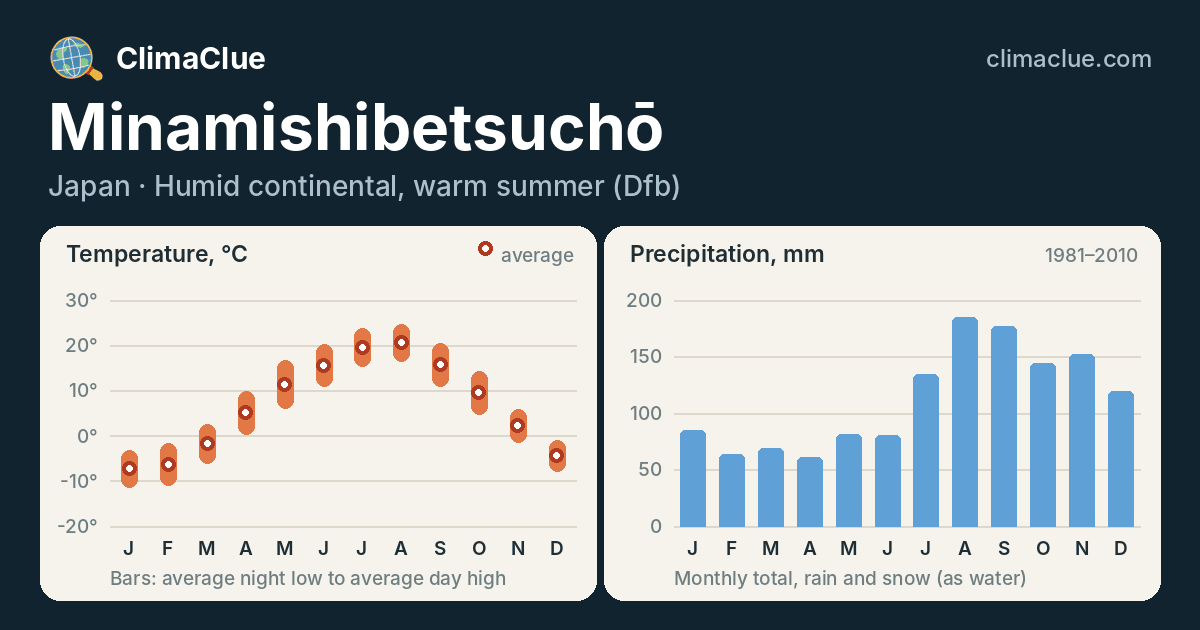 ClimaClue
climaclue.com
Minamishibetsuchō
Japan · Humid continental, warm summer (Dfb)
Temperature, °C
average
30°
20°
10°
0°
-10°
-20°
J F M A M J J A S O N D
Bars: average night low to average day high
Precipitation, mm
1981–2010
200
150
100
50
0
J F M A M J J A S O N D
Monthly total, rain and snow (as water)